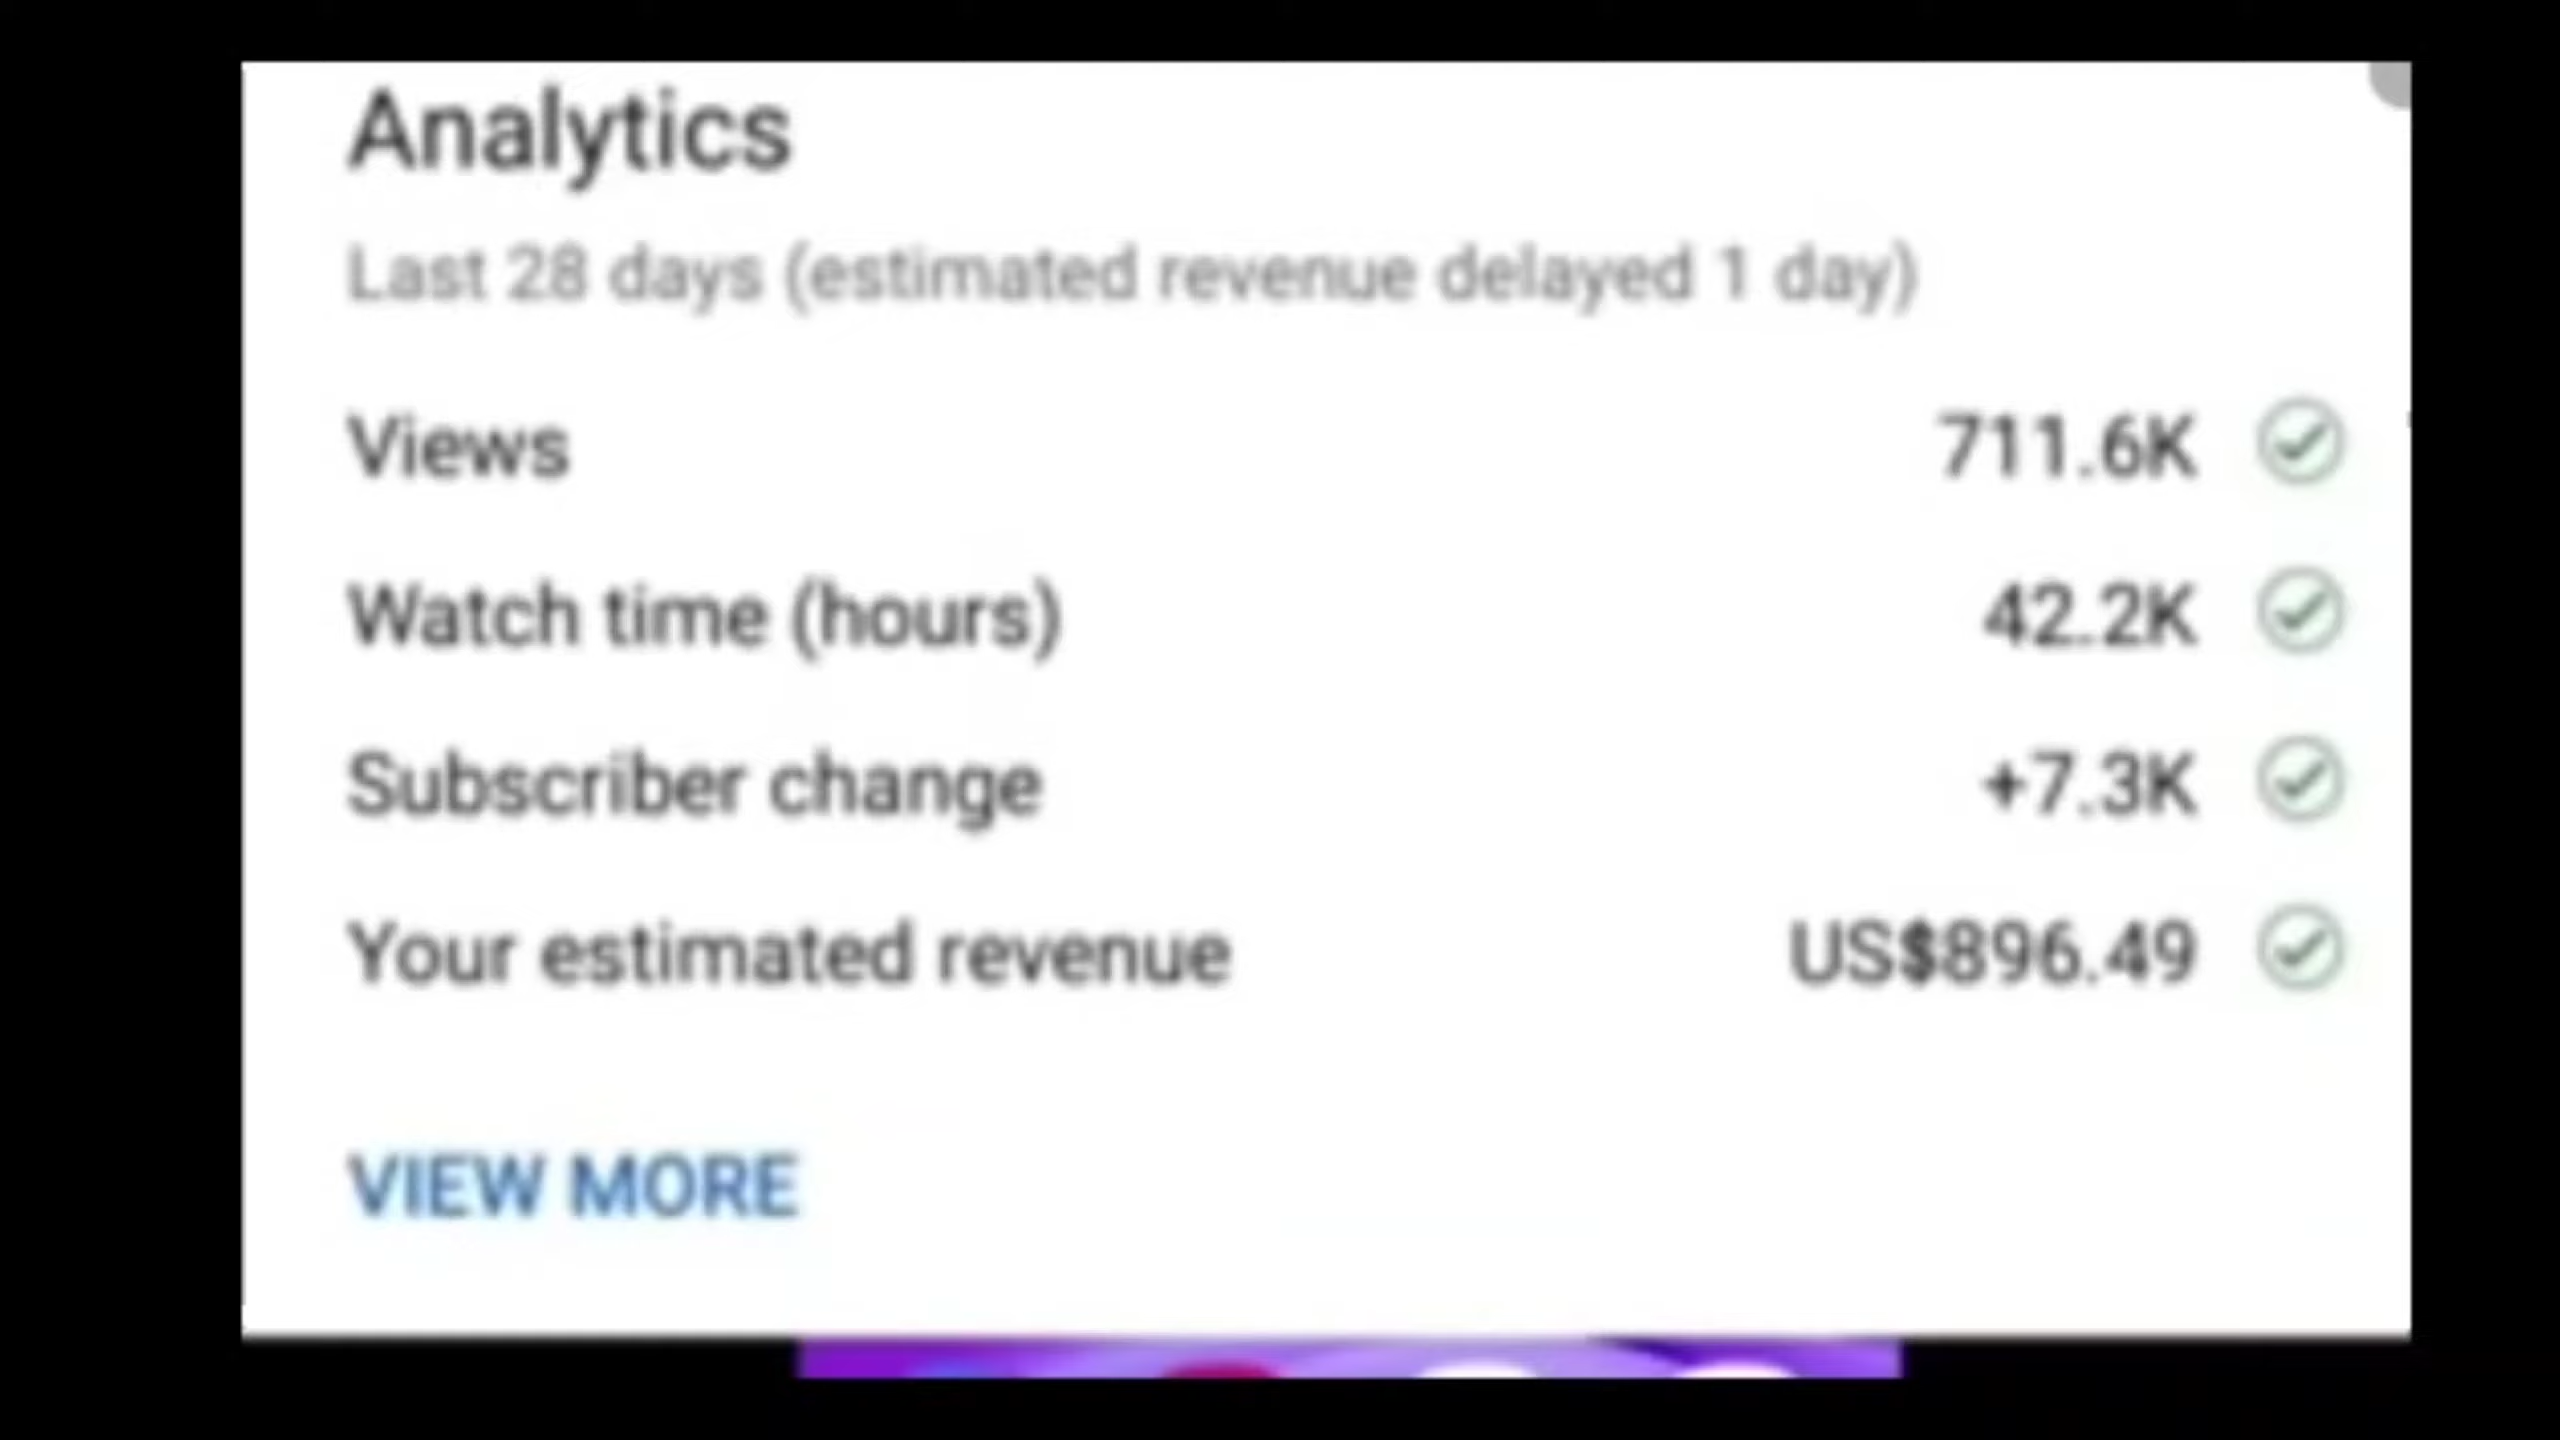 Analytics
Last 28 days (estimated revenue delayed 1 day)
Views 711.6K
Watch time (hours) 42.2K
Subscriber change +7.3K
Your estimated revenue US$896.49
VIEW MORE